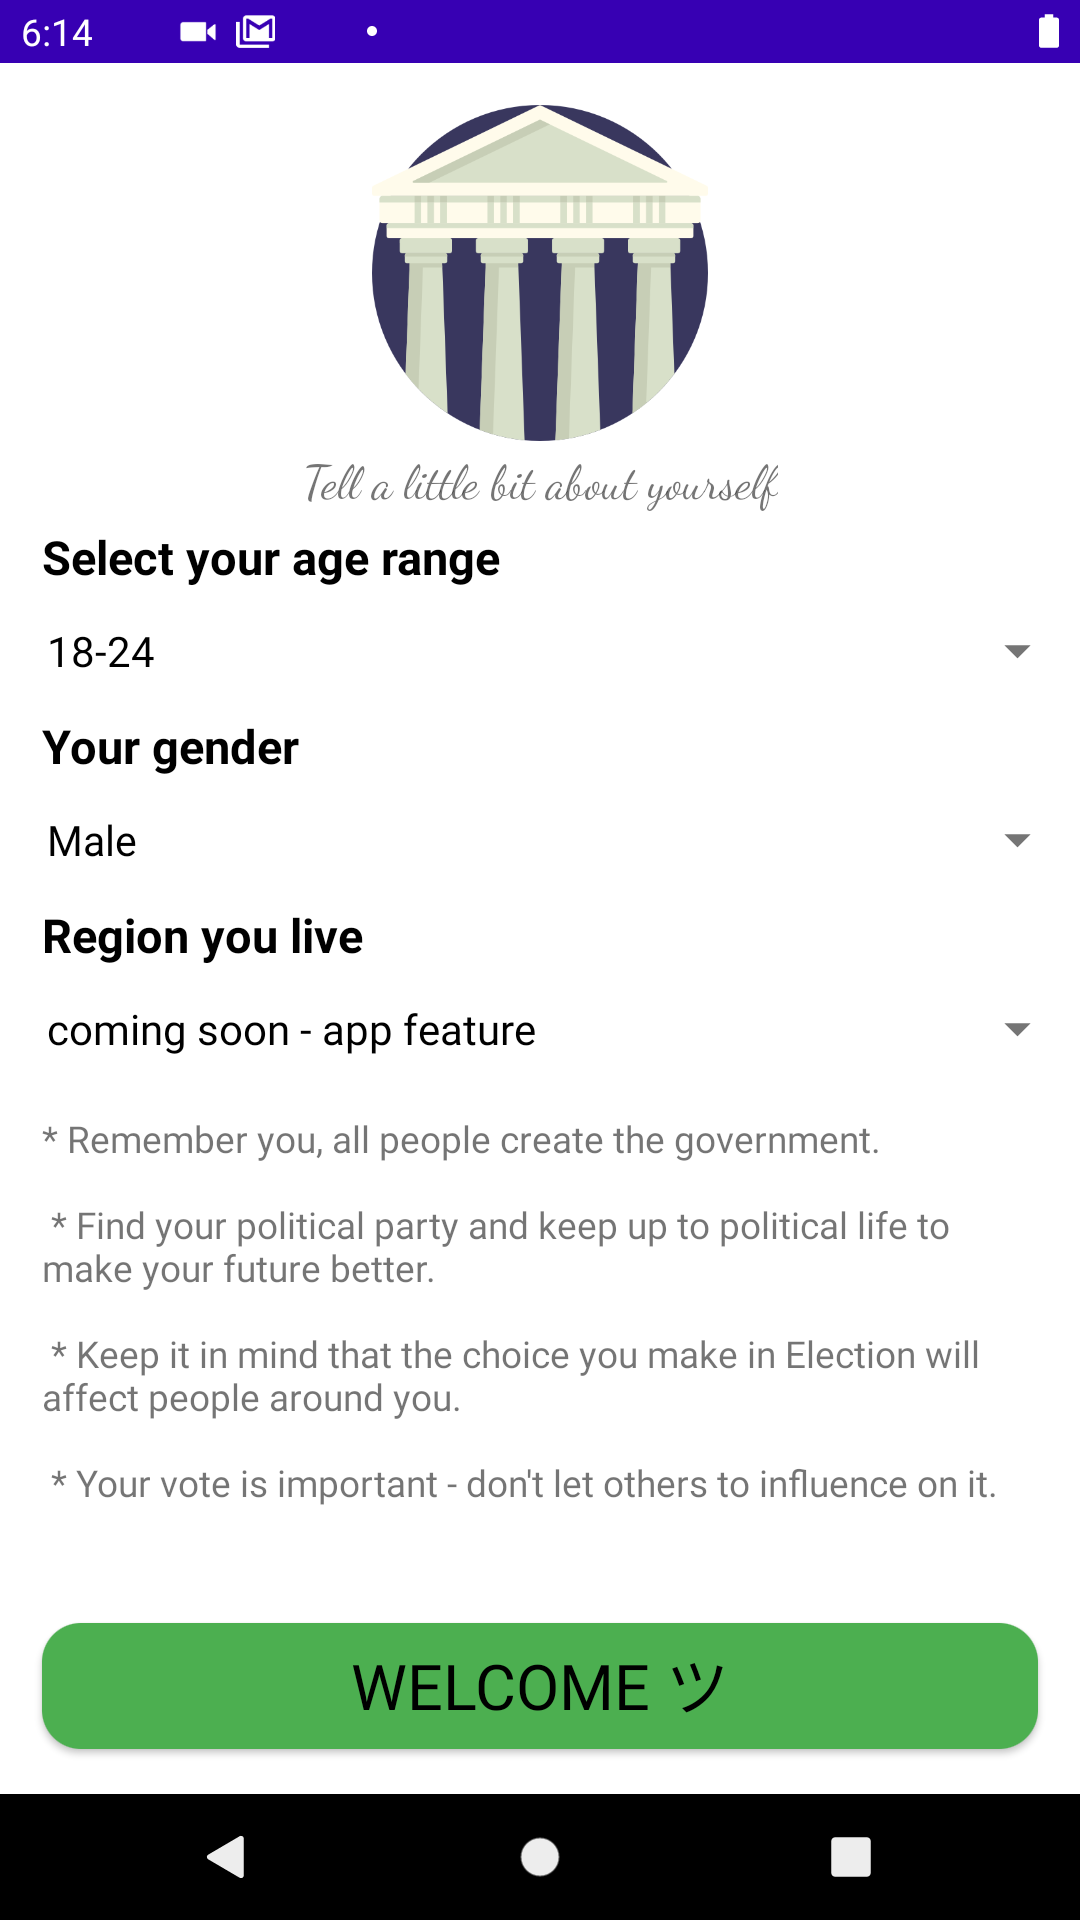 6:14
Tell a little bit about yourself
Select your age range
18-24
Your gender
Male
Region you live
coming soon - app feature
* Remember you, all people create the government.
* Find your political party and keep up to political life to
make your future better.
* Keep it in mind that the choice you make in Election will
affect people around you.
* Your vote is important - don't let others to influence on it.
WELCOME ツ